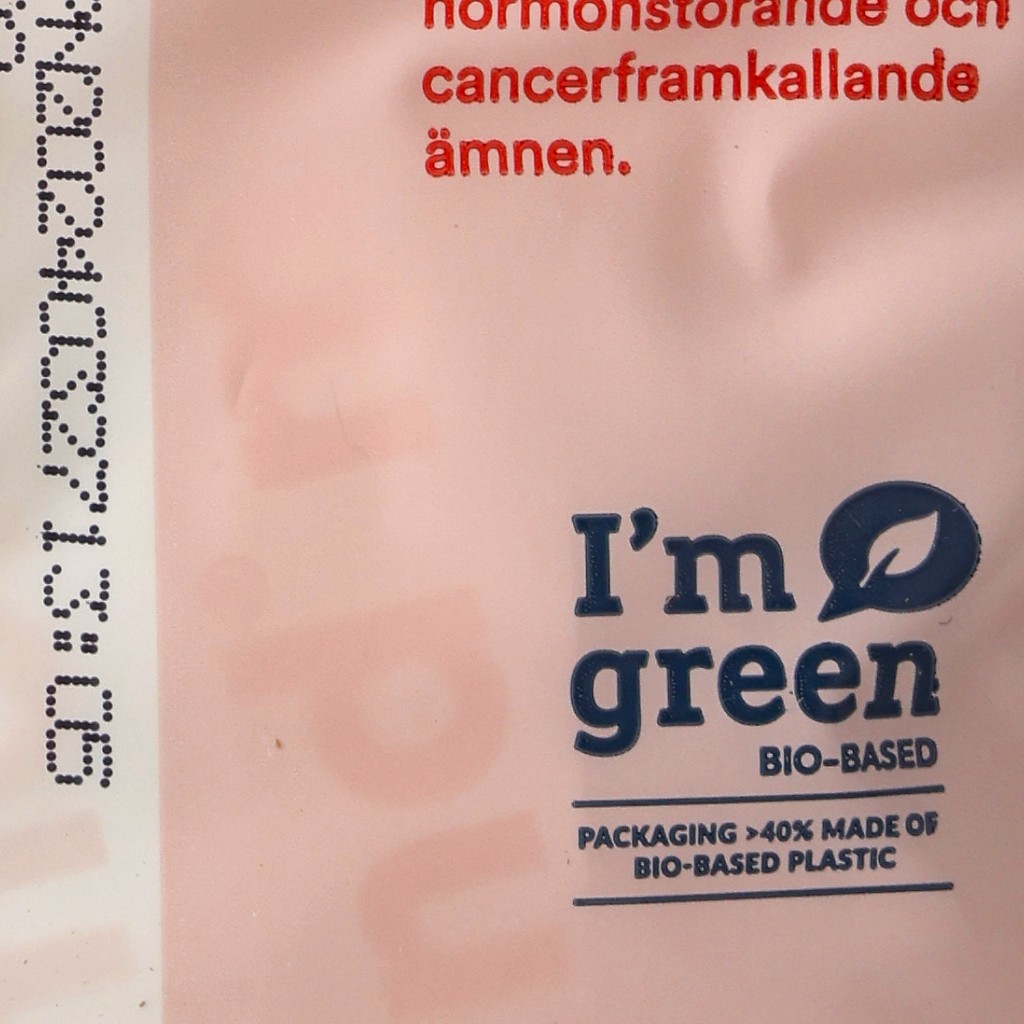 hormonstörande och
cancerframkallande
ämnen.
I'm
green
BIO-BASED
PACKAGING >40% MADE OF
BIO-BASED PLASTIC